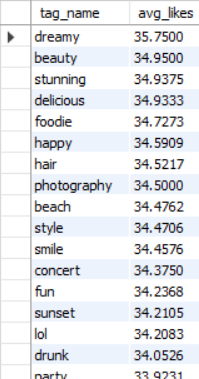 tag_name avg_likes
dreamy 35.7500
beauty 34.9500
stunning 34.9375
delicious 34.9333
foodie 34.7273
happy 34.5909
hair 34.5217
photography 34.5000
beach 34.4762
style 34.4706
smile 34.4576
concert 34.3750
fun 34.2368
sunset 34.2105
lol 34.2083
drunk 34.0526
party 33.9231